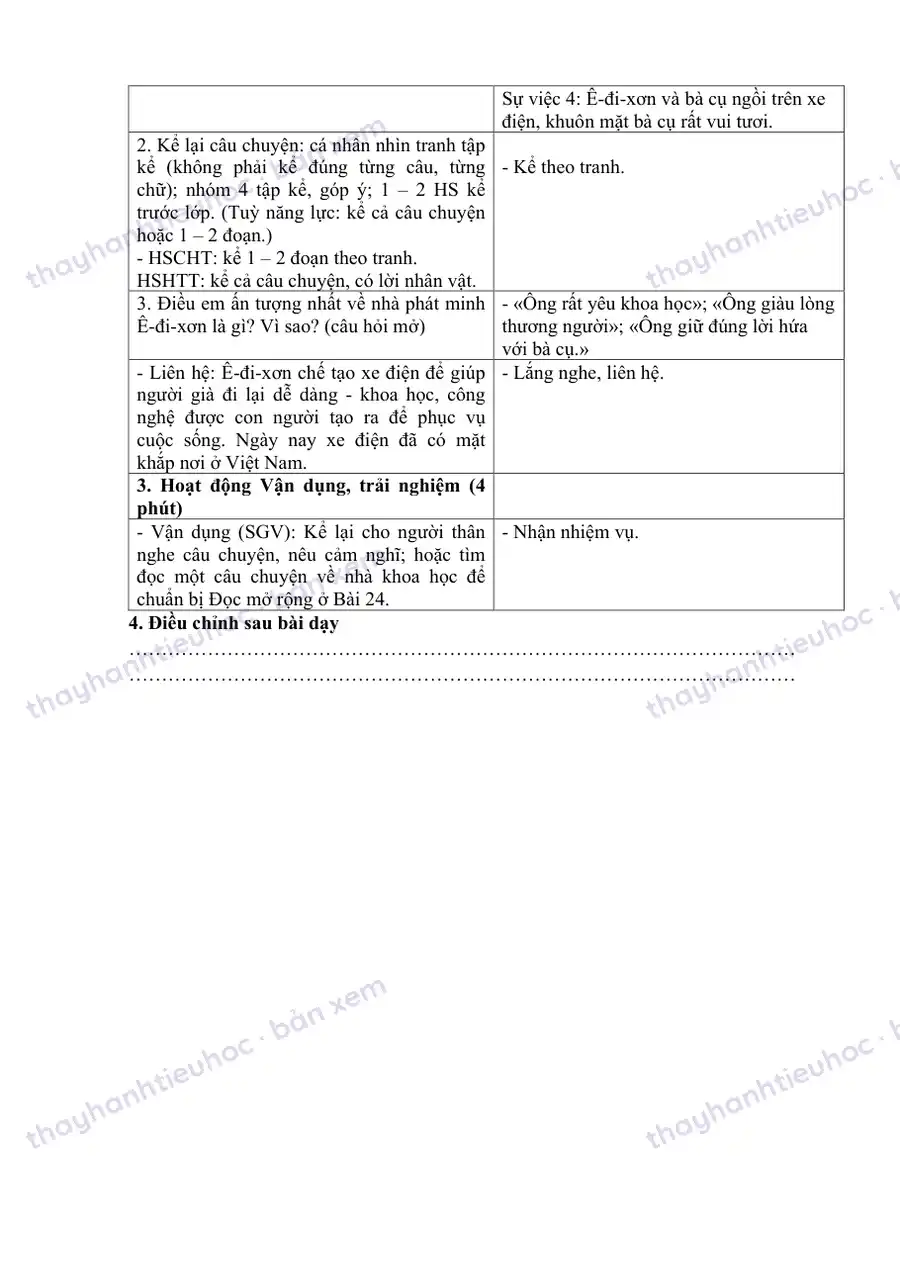 Sự việc 4: Ê-đi-xơn và bà cụ ngồi trên xe
điện, khuôn mặt bà cụ rất vui tươi.
2. Kể lại câu chuyện: cá nhân nhìn tranh tập
kể (không phải kể đúng từng câu, từng
chữ); nhóm 4 tập kể, góp ý; 1 – 2 HS kể
trước lớp. (Tuỳ năng lực: kể cả câu chuyện
hoặc 1 – 2 đoạn.)
- HSCHT: kể 1 – 2 đoạn theo tranh.
HSHTT: kể cả câu chuyện, có lời nhân vật.
- Kể theo tranh.
3. Điều em ấn tượng nhất về nhà phát minh
Ê-đi-xơn là gì? Vì sao? (câu hỏi mở)
- «Ông rất yêu khoa học»; «Ông giàu lòng
thương người»; «Ông giữ đúng lời hứa
với bà cụ.»
- Liên hệ: Ê-đi-xơn chế tạo xe điện để giúp
người già đi lại dễ dàng - khoa học, công
nghệ được con người tạo ra để phục vụ
cuộc sống. Ngày nay xe điện đã có mặt
khắp nơi ở Việt Nam.
- Lắng nghe, liên hệ.
3. Hoạt động Vận dụng, trải nghiệm (4
phút)
- Vận dụng (SGV): Kể lại cho người thân
nghe câu chuyện, nêu cảm nghĩ; hoặc tìm
đọc một câu chuyện về nhà khoa học để
chuẩn bị Đọc mở rộng ở Bài 24.
- Nhận nhiệm vụ.
4. Điều chỉnh sau bài dạy
……………………………………………………………………………………
……………………………………………………………………………………
thayhanhtieuhoc · bản xem
thayhanhtieuhoc · b
thayhanhtieuhoc · bản xem
thayhanhtieuhoc · b
thayhanhtieuhoc · bản xem
thayhanhtieuhoc · b